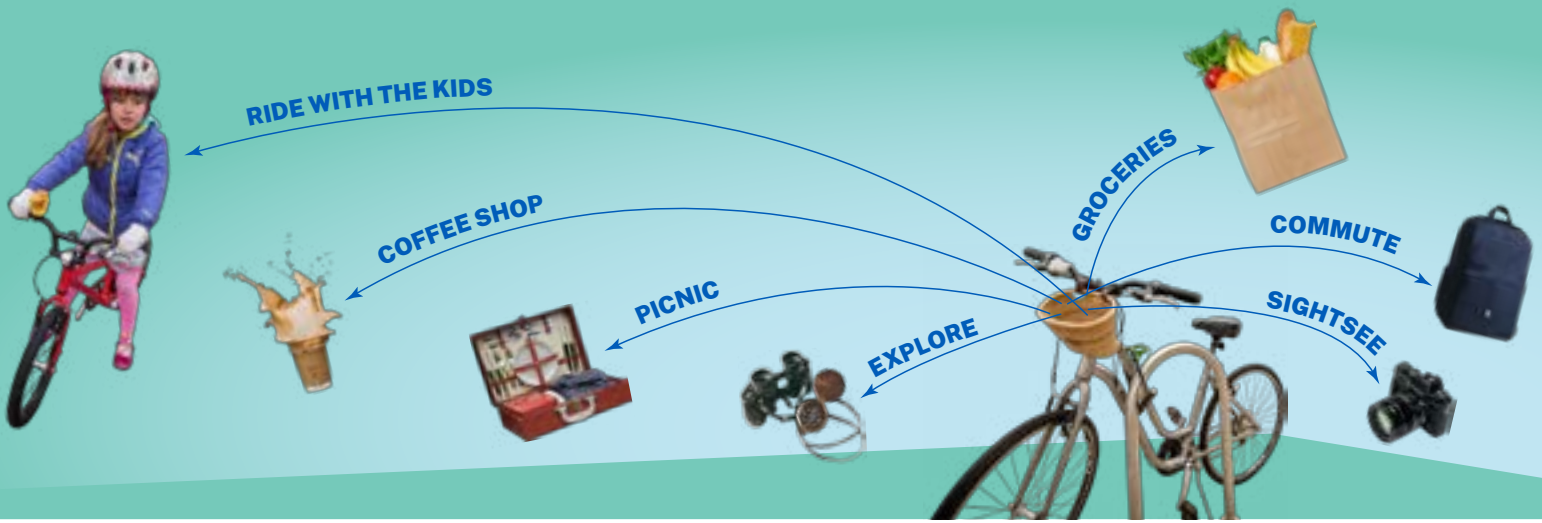 RIDE WITH THE KIDS
COFFEE SHOP
PICNIC
EXPLORE
GROCERIES
COMMUTE
SIGHTSEE